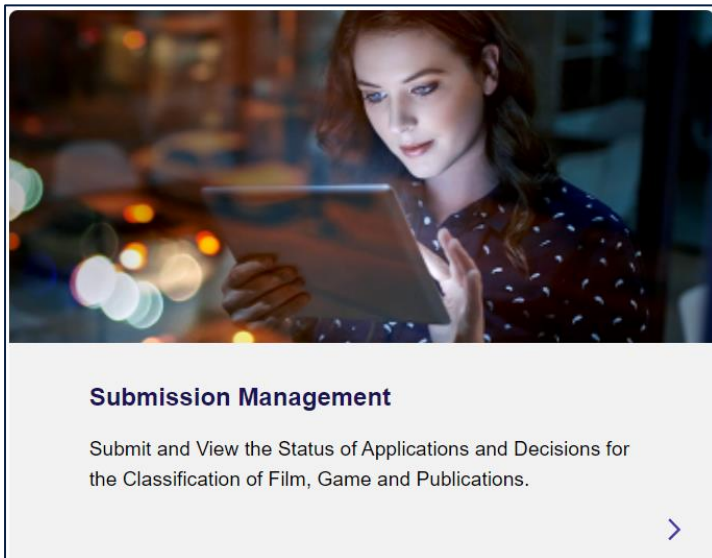 Submission Management
Submit and View the Status of Applications and Decisions for
the Classification of Film, Game and Publications.